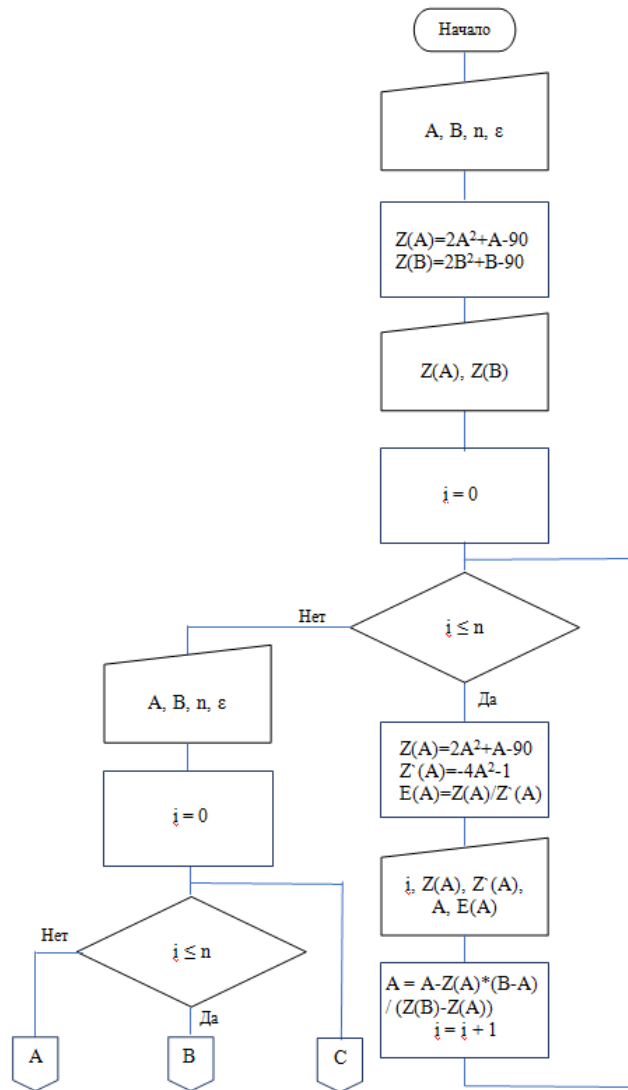 Начало
A, B, n, ε
Z(A)=2A²+A-90
Z(B)=2B²+B-90
Z(A), Z(B)
i = 0
i ≤ n
Нет
Да
A, B, n, ε
i = 0
i ≤ n
Нет
Да
A
B
C
Z(A)=2A²+A-90
Z`(A)=-4A²-1
E(A)=Z(A)/Z`(A)
i, Z(A), Z`(A),
A, E(A)
A = A-Z(A)*(B-A)
/ (Z(B)-Z(A))
i = i + 1